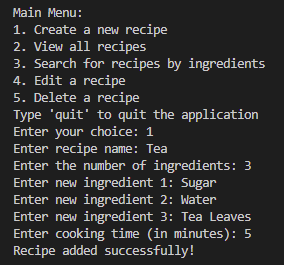 Main Menu:
1. Create a new recipe
2. View all recipes
3. Search for recipes by ingredients
4. Edit a recipe
5. Delete a recipe
Type 'quit' to quit the application
Enter your choice: 1
Enter recipe name: Tea
Enter the number of ingredients: 3
Enter new ingredient 1: Sugar
Enter new ingredient 2: Water
Enter new ingredient 3: Tea Leaves
Enter cooking time (in minutes): 5
Recipe added successfully!